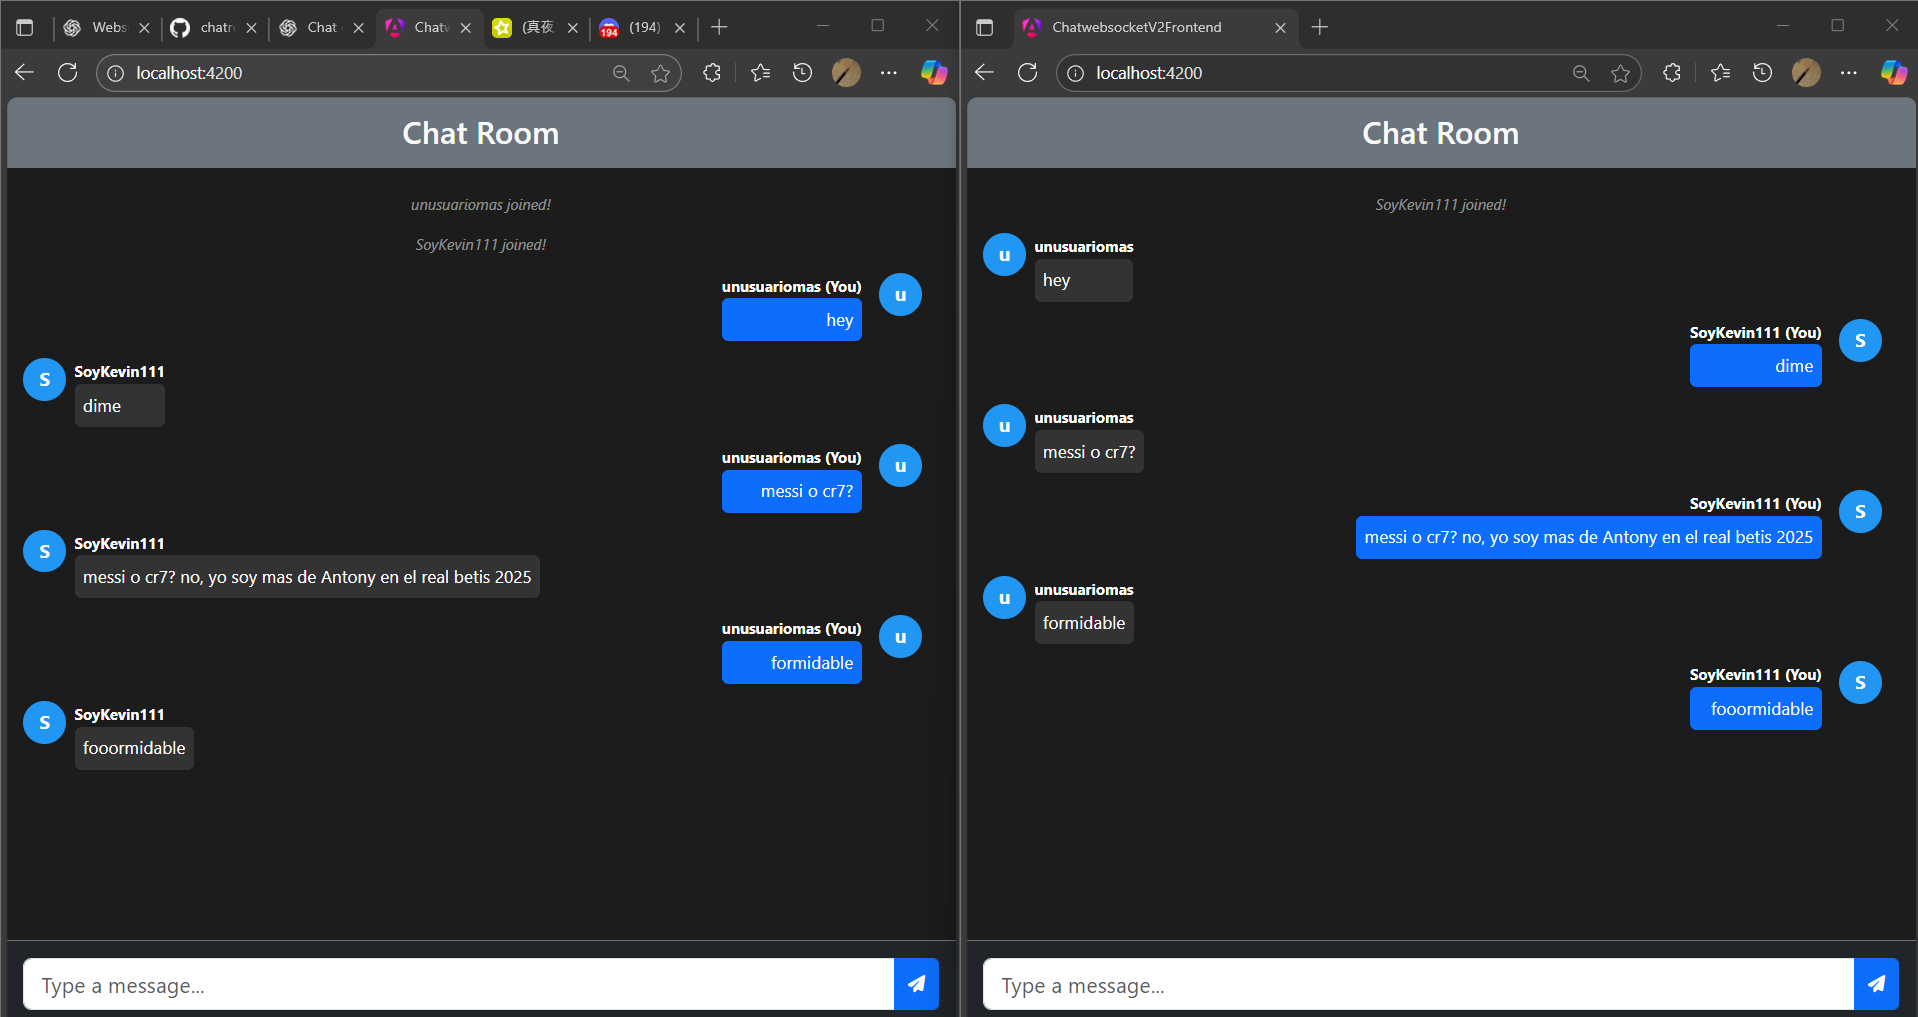 Webs
chatr
Chat
Chatw
(真夜
194
(194)
localhost:4200
Chat Room
unusuariomas joined!
SoyKevin111 joined!
unusuariomas (You)
u
hey
S
SoyKevin111
dime
unusuariomas (You)
u
messi o cr7?
S
SoyKevin111
messi o cr7? no, yo soy mas de Antony en el real betis 2025
unusuariomas (You)
u
formidable
S
SoyKevin111
fooormidable
Type a message...
ChatwebsocketV2Frontend
localhost:4200
Chat Room
SoyKevin111 joined!
u
unusuariomas
hey
SoyKevin111 (You)
S
dime
u
unusuariomas
messi o cr7?
SoyKevin111 (You)
S
messi o cr7? no, yo soy mas de Antony en el real betis 2025
u
unusuariomas
formidable
SoyKevin111 (You)
S
fooormidable
Type a message...